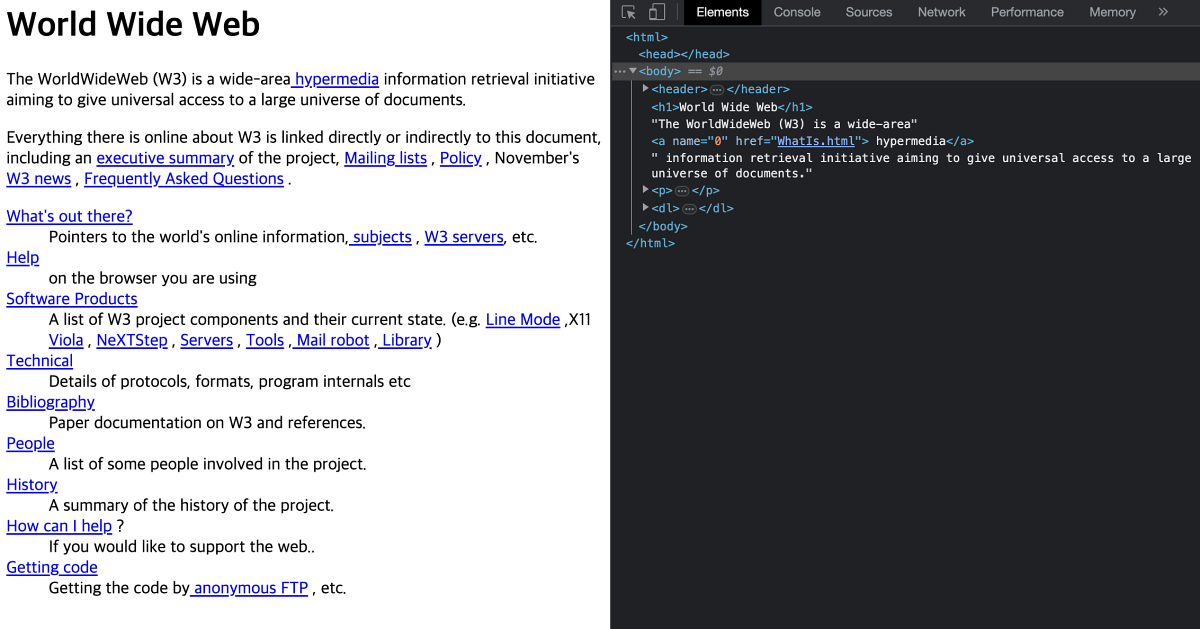 World Wide Web
The WorldWideWeb (W3) is a wide-area hypermedia information retrieval initiative
aiming to give universal access to a large universe of documents.
Everything there is online about W3 is linked directly or indirectly to this document,
including an executive summary of the project, Mailing lists , Policy , November's
W3 news , Frequently Asked Questions .
What's out there?
Pointers to the world's online information, subjects , W3 servers, etc.
Help
on the browser you are using
Software Products
A list of W3 project components and their current state. (e.g. Line Mode ,X11
Viola , NeXTStep , Servers , Tools , Mail robot , Library )
Technical
Details of protocols, formats, program internals etc
Bibliography
Paper documentation on W3 and references.
People
A list of some people involved in the project.
History
A summary of the history of the project.
How can I help ?
If you would like to support the web..
Getting code
Getting the code by anonymous FTP , etc.
Elements Console Sources Network Performance Memory »
<html>
<head></head>
<body> == $0
<header>…</header>
<h1>World Wide Web</h1>
"The WorldWideWeb (W3) is a wide-area"
<a name="0" href="WhatIs.html"> hypermedia</a>
" information retrieval initiative aiming to give universal access to a large
universe of documents."
<p>…</p>
<dl>…</dl>
</body>
</html>